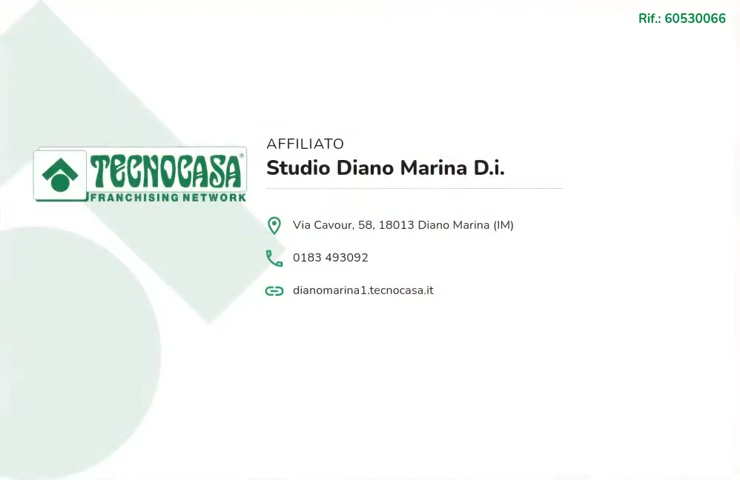 Rif.: 60530066
AFFILIATO
Studio Diano Marina D.i.
TECNOCASA®
FRANCHISING NETWORK
Via Cavour, 58, 18013 Diano Marina (IM)
0183 493092
dianomarina1.tecnocasa.it